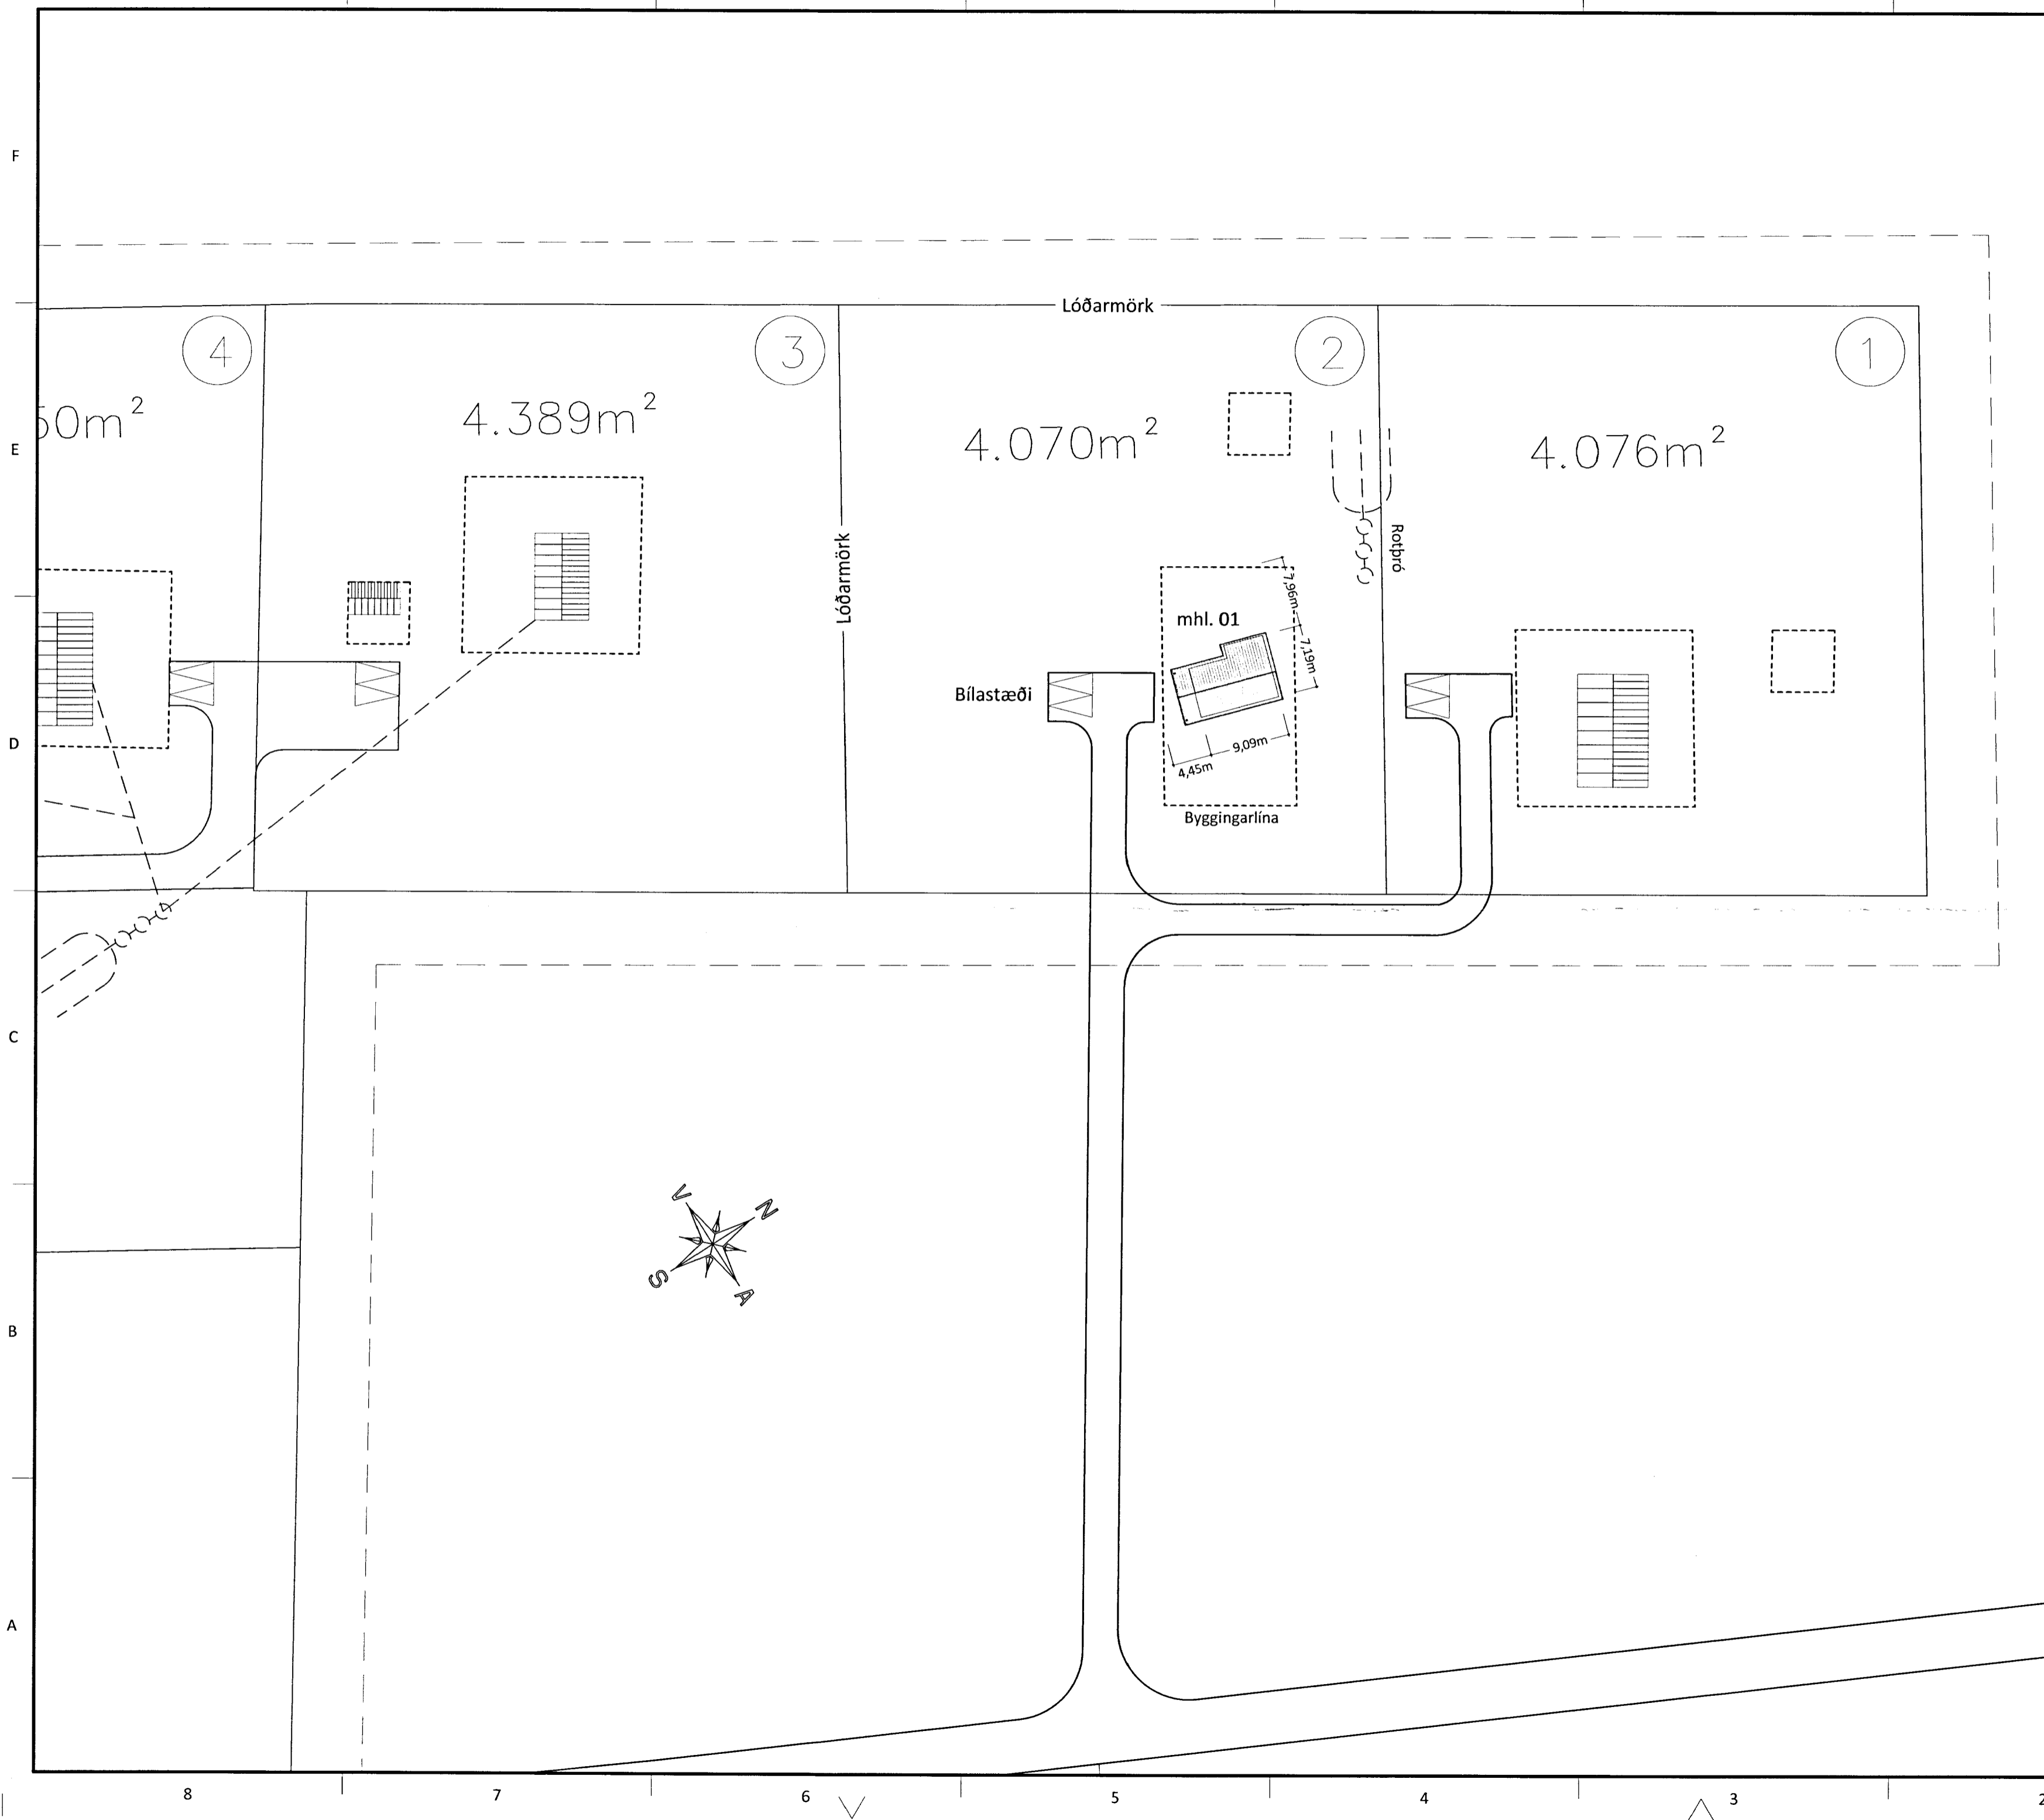 F
Lóðarmörk
4
3
2
1
50m²
4.389m²
4.070m²
4.076m²
E
Lóðarmörk
Rotþró
7,96m
mhl. 01
7,19m
Bílastæði
D
9,09m
4,45m
Byggingarlína
C
V
N
S
A
B
A
8
7
6
5
4
3
2